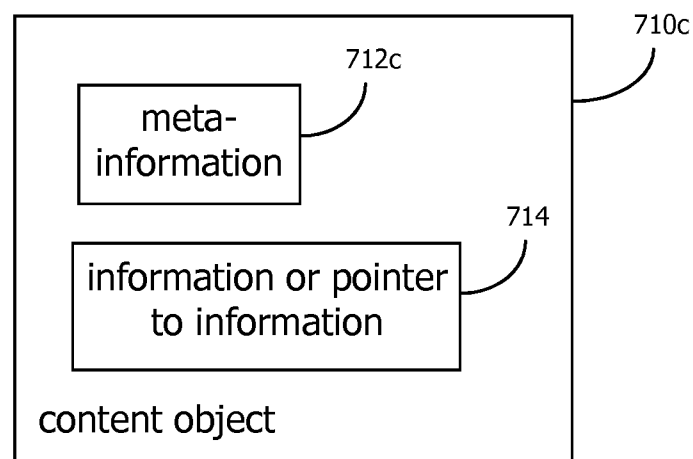 710c
712c
meta-
information
714
information or pointer
to information
content object